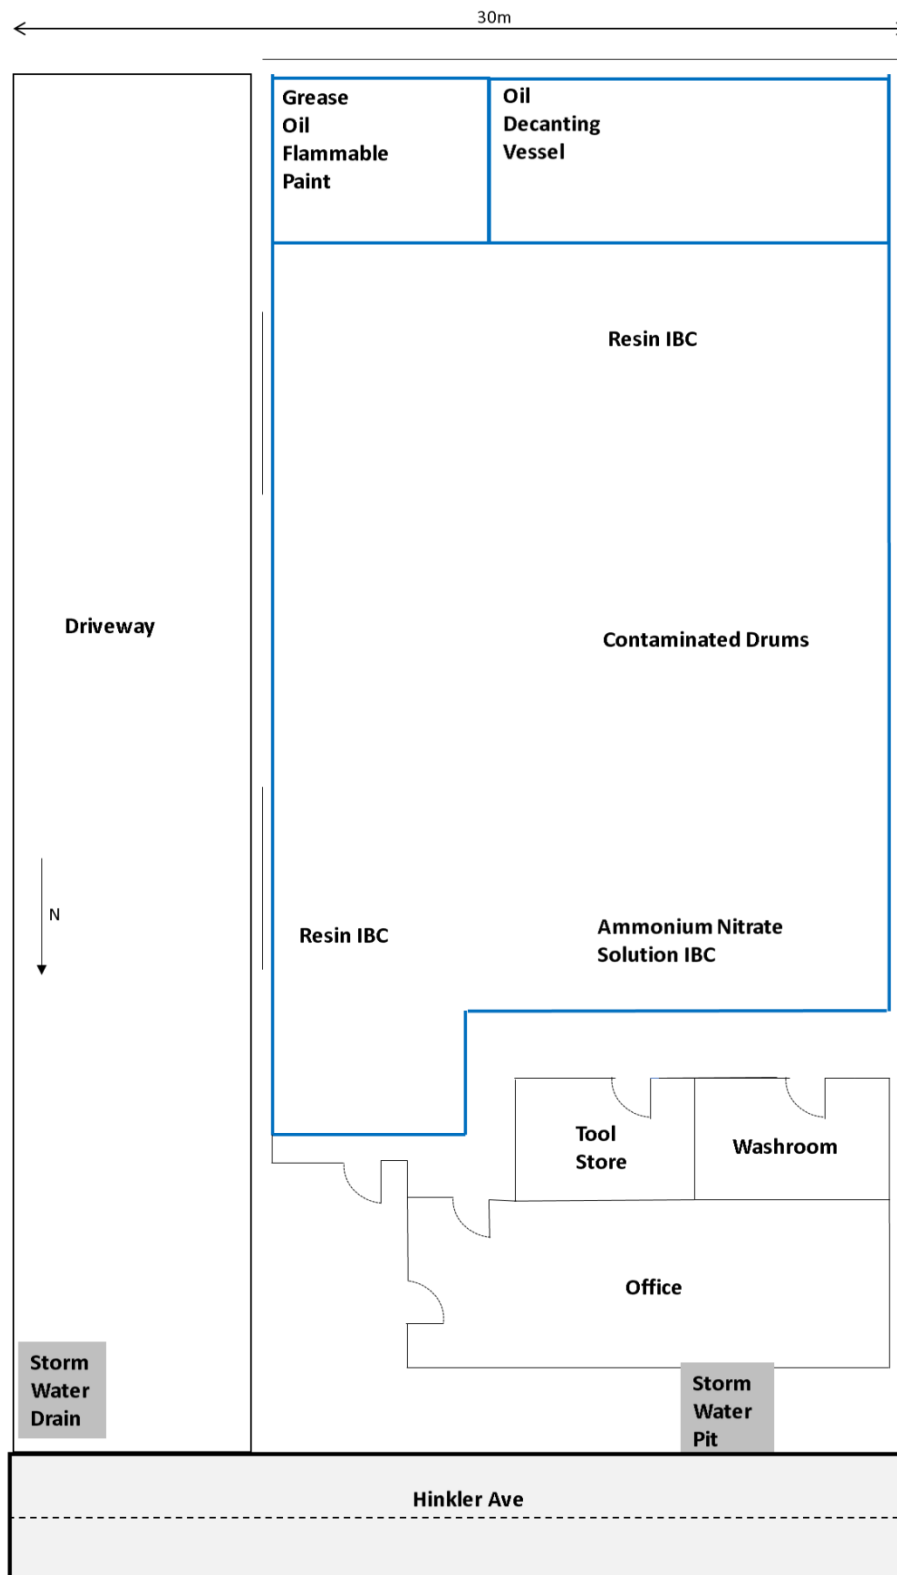 30m
Grease
Oil
Flammable
Paint
Oil
Decanting
Vessel
Resin IBC
Driveway
Contaminated Drums
N
Resin IBC
Ammonium Nitrate
Solution IBC
Tool
Store
Washroom
Office
Storm
Water
Drain
Storm
Water
Pit
Hinkler Ave